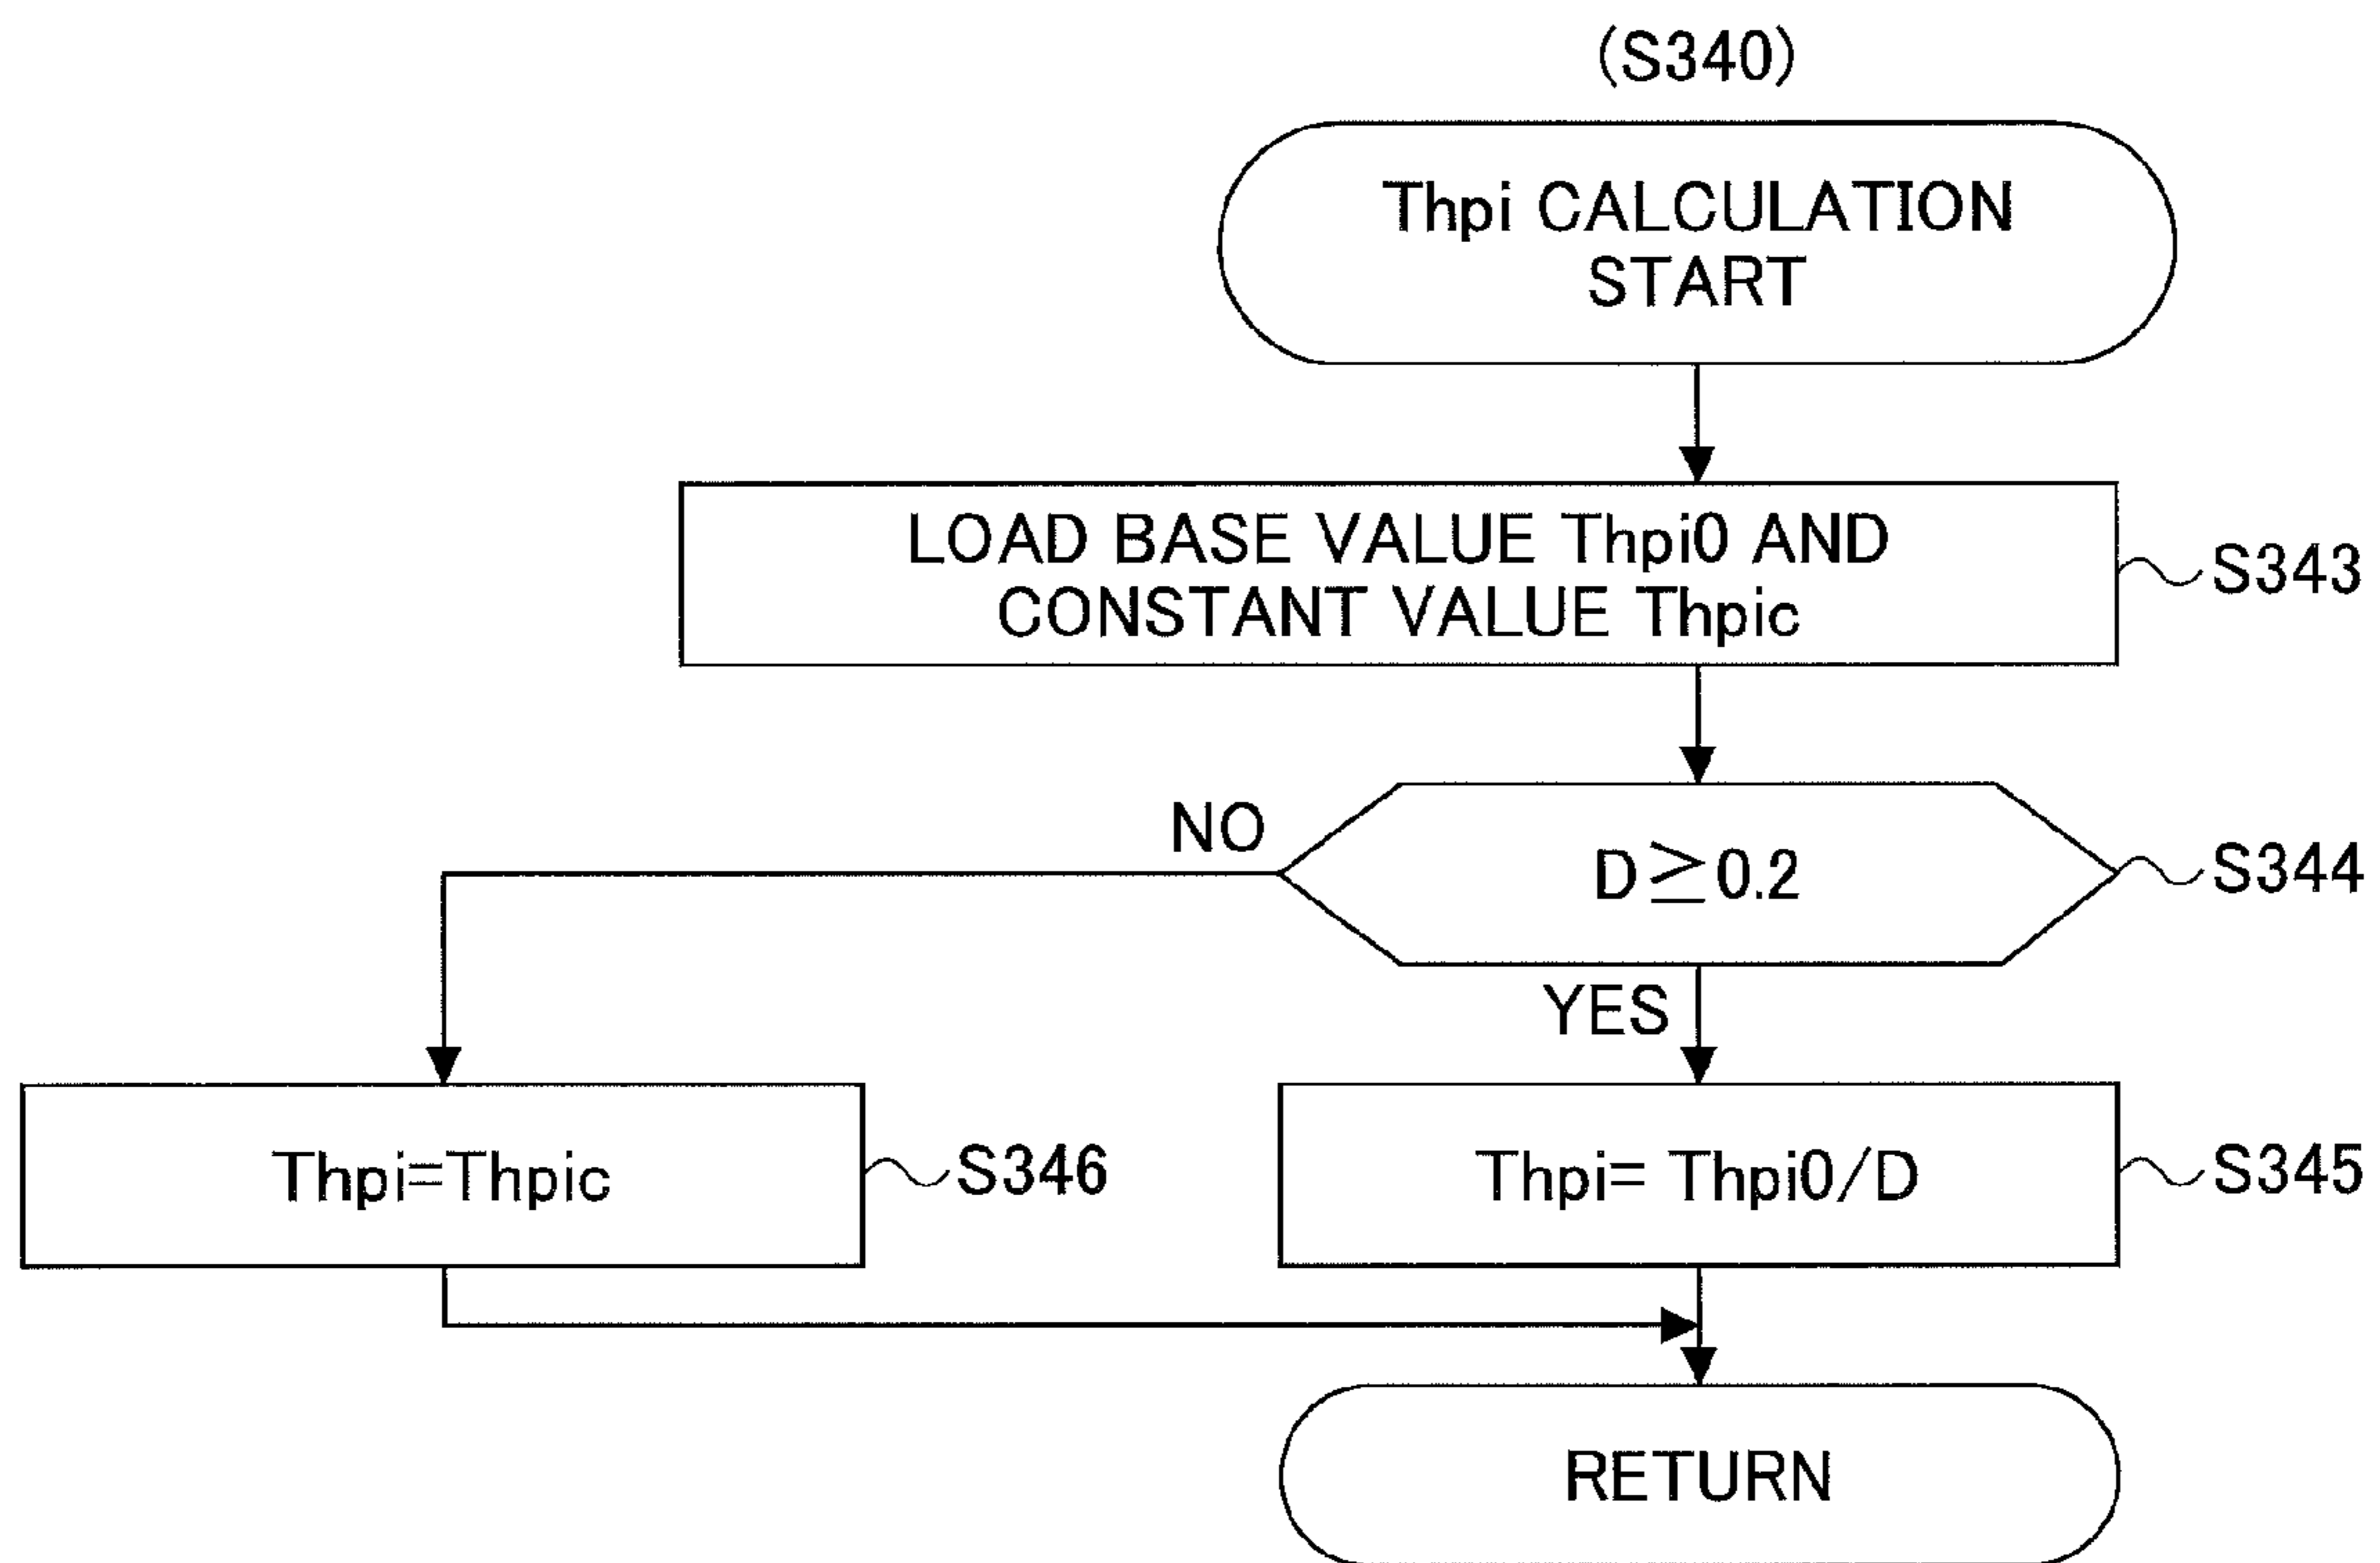 (S340)
Thpi CALCULATION
START
LOAD BASE VALUE Thpi0 AND
CONSTANT VALUE Thpic
S343
NO
D≧0.2
S344
YES
Thpi=Thpic
S346
Thpi= Thpi0/D
S345
RETURN